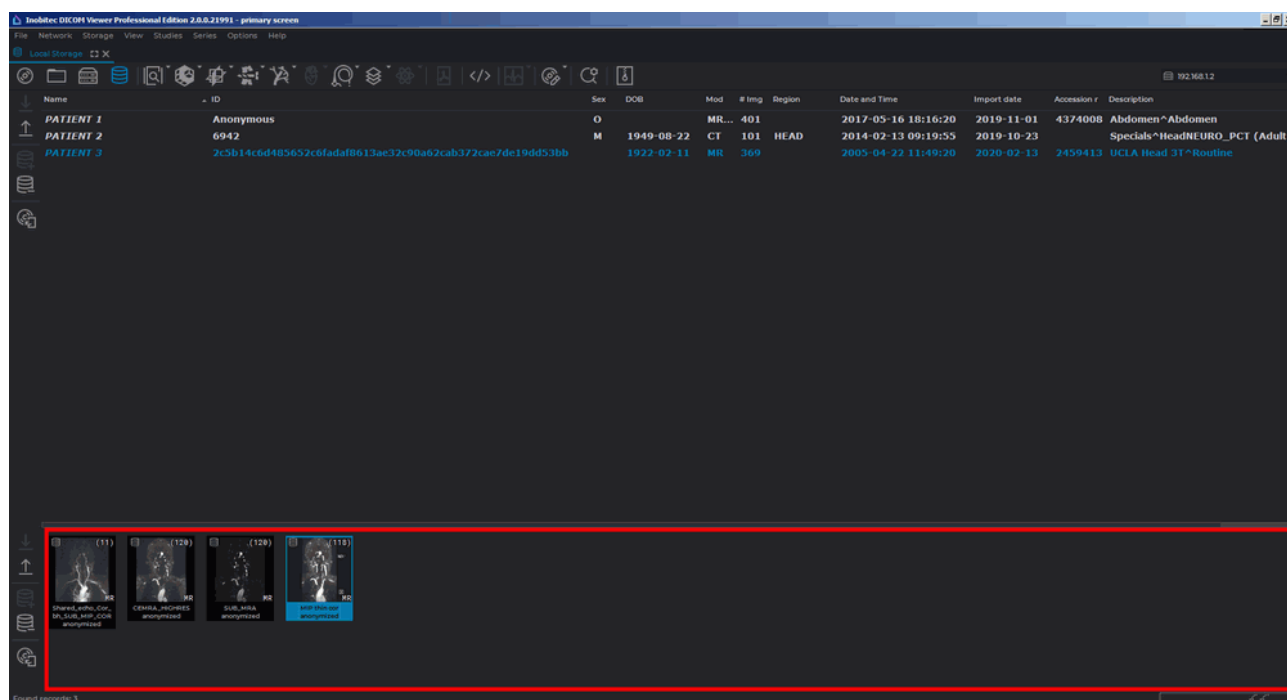 Inobitec DICOM Viewer Professional Edition 2.0.0.21991 - primary screen
File Network Storage View Studies Series Options Help
Local Storage
192.168.1.2
Name ID Sex DOB Mod # Img Region Date and Time Import date Accession r Description
PATIENT 1 Anonymous O MR... 401 2017-05-16 18:16:20 2019-11-01 4374008 Abdomen^Abdomen
PATIENT 2 6942 M 1949-08-22 CT 101 HEAD 2014-02-13 09:19:55 2019-10-23 Specials^HeadNEURO_PCT (Adult
PATIENT 3 2c5b14c6d485652c6fadaf8613ae32c90a62cab372cae7de19dd53bb 1922-02-11 MR 369 2005-04-22 11:49:20 2020-02-13 2459413 UCLA Head 3T^Routine
(11) (120) (120) (118)
MR MR MR MR
Shared_echo_Cor_ CEMRA_HIGHRES SUB_MRA MIP thin cor
bh_SUB_MIP_COR anonymized anonymized anonymized
anonymized
Found records: 3